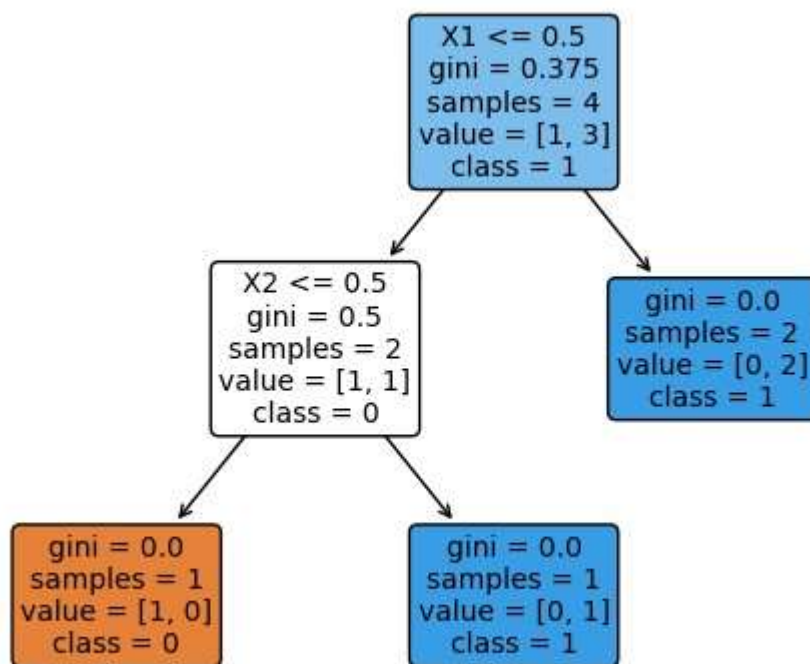 X1 <= 0.5
gini = 0.375
samples = 4
value = [1, 3]
class = 1
X2 <= 0.5
gini = 0.5
samples = 2
value = [1, 1]
class = 0
gini = 0.0
samples = 2
value = [0, 2]
class = 1
gini = 0.0
samples = 1
value = [1, 0]
class = 0
gini = 0.0
samples = 1
value = [0, 1]
class = 1